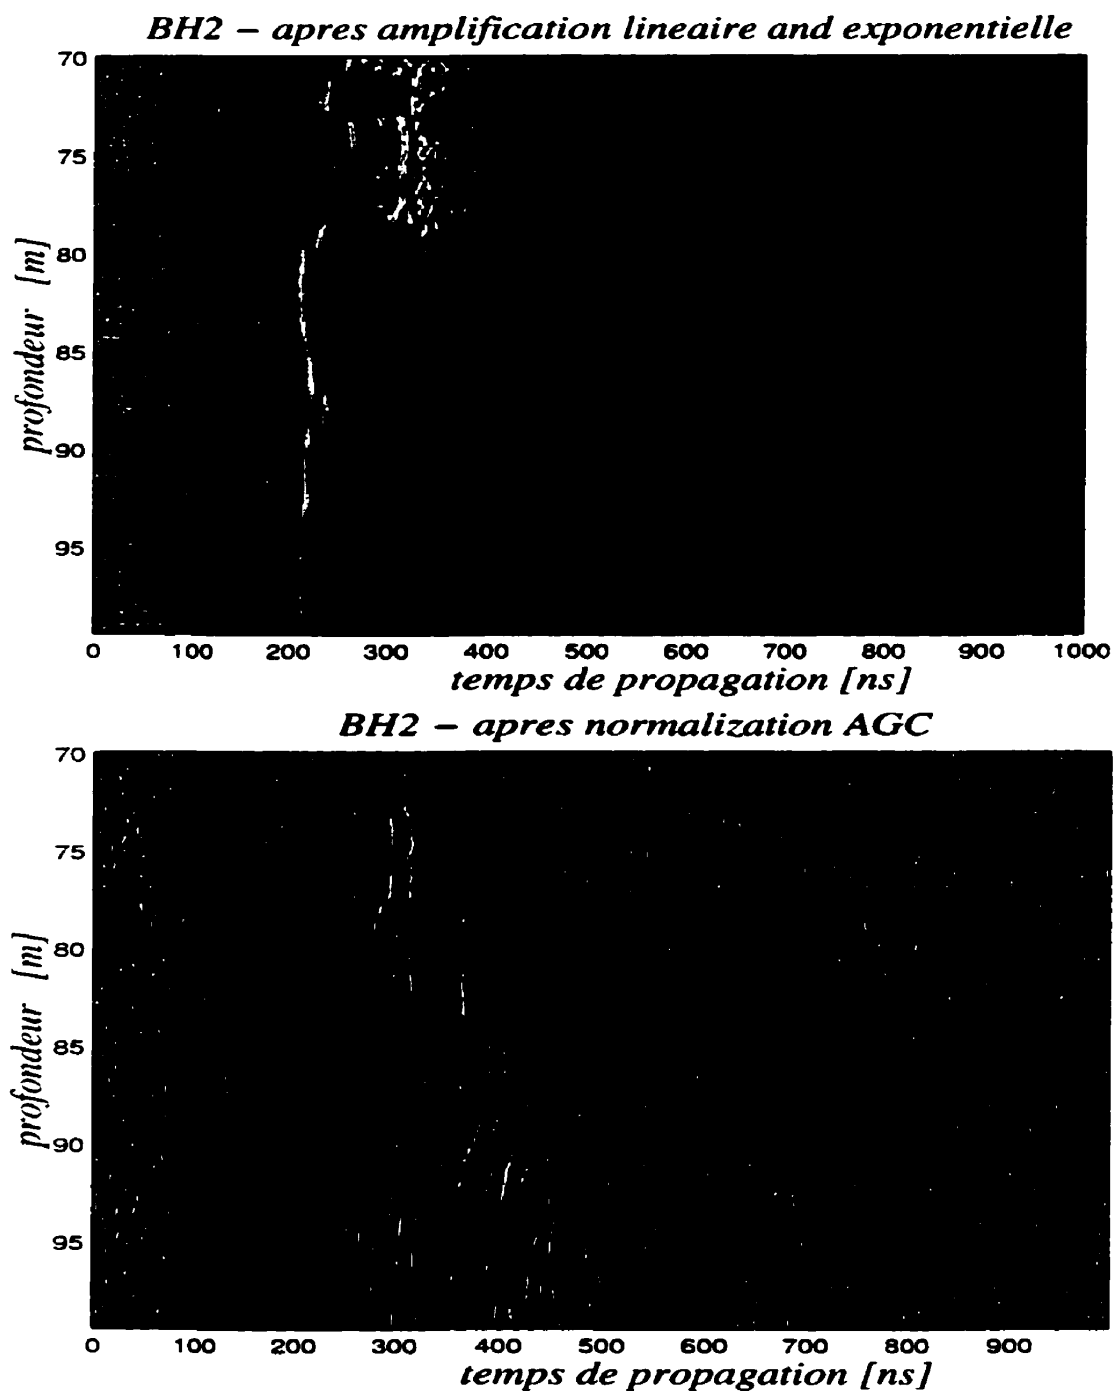 BH2 – apres amplification lineaire and exponentielle
70
75
80
85
90
95
profondeur [m]
0 100 200 300 400 500 600 700 800 900 1000
temps de propagation [ns]
BH2 – apres normalization AGC
70
75
80
85
90
95
profondeur [m]
0 100 200 300 400 500 600 700 800 900
temps de propagation [ns]